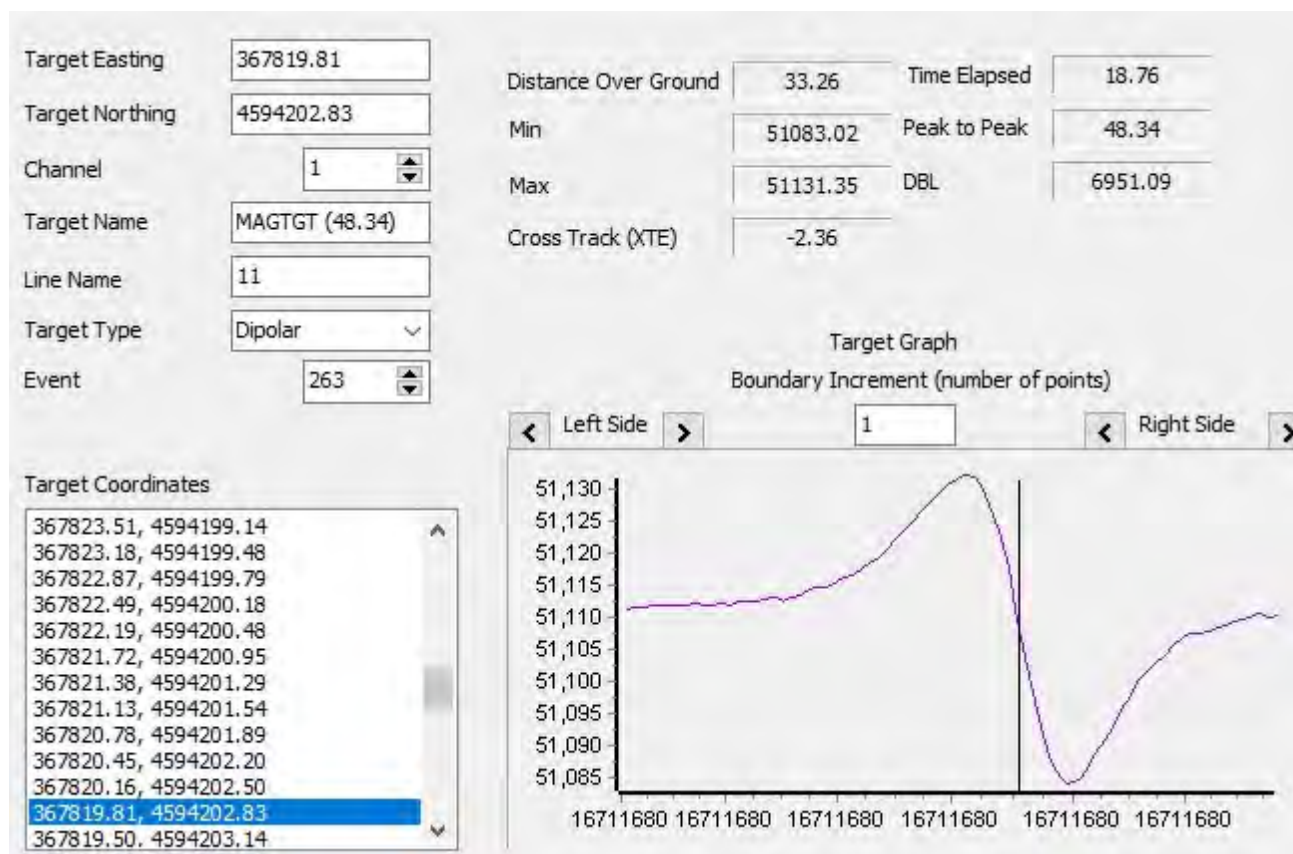 Target Easting 367819.81
Target Northing 4594202.83
Channel 1
Target Name MAGTGT (48.34)
Line Name 11
Target Type Dipolar
Event 263
Distance Over Ground 33.26 Time Elapsed 18.76
Min 51083.02 Peak to Peak 48.34
Max 51131.35 DBL 6951.09
Cross Track (XTE) -2.36
Target Graph
Boundary Increment (number of points)
Left Side 1 Right Side
Target Coordinates
367823.51, 4594199.14
367823.18, 4594199.48
367822.87, 4594199.79
367822.49, 4594200.18
367822.19, 4594200.48
367821.72, 4594200.95
367821.38, 4594201.29
367821.13, 4594201.54
367820.78, 4594201.89
367820.45, 4594202.20
367820.16, 4594202.50
367819.81, 4594202.83
367819.50, 4594203.14
51,130
51,125
51,120
51,115
51,110
51,105
51,100
51,095
51,090
51,085
16711680 16711680 16711680 16711680 16711680 16711680